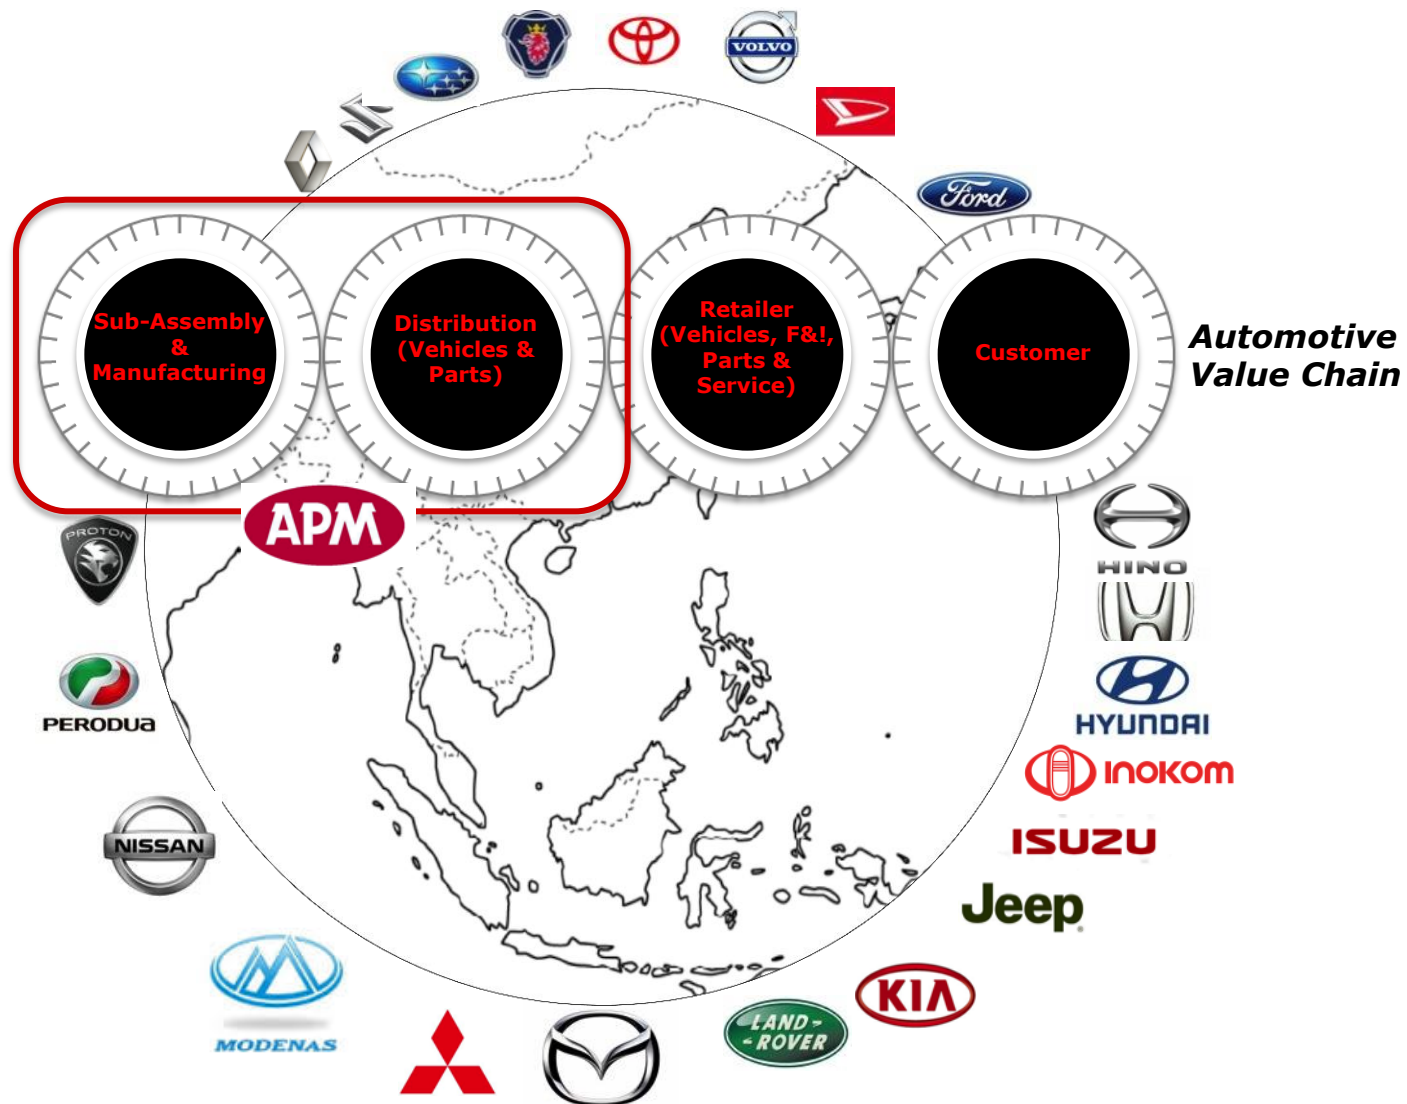 VOLVO
Ford
Sub-Assembly
&
Manufacturing
Distribution
(Vehicles &
Parts)
Retailer
(Vehicles, F&!,
Parts &
Service)
Customer
Automotive
Value Chain
APM
PROTON
HINO
PERODUA
HYUNDAI
INOKOM
NISSAN
ISUZU
Jeep
MODENAS
KIA
LAND
ROVER